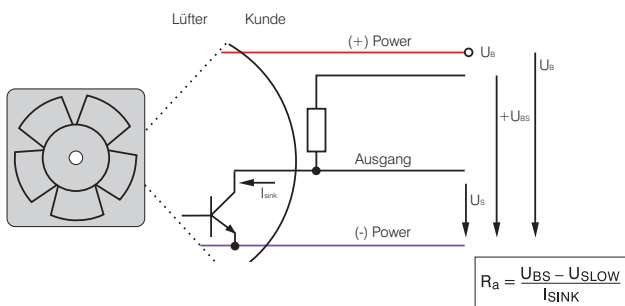 Lüfter Kunde
(+) Power
UB
UB
+UBS
Ausgang
Isink
US
(-) Power
Ra = UBS – USLOW
ISINK